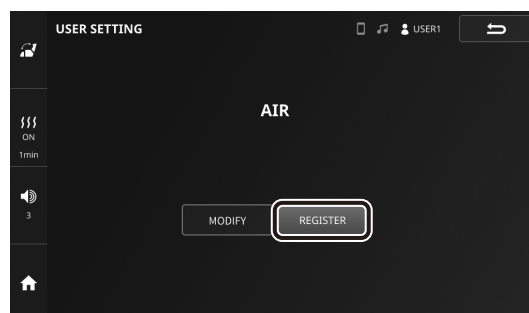 USER SETTING
USER1
AIR
ON
1min
3
MODIFY
REGISTER